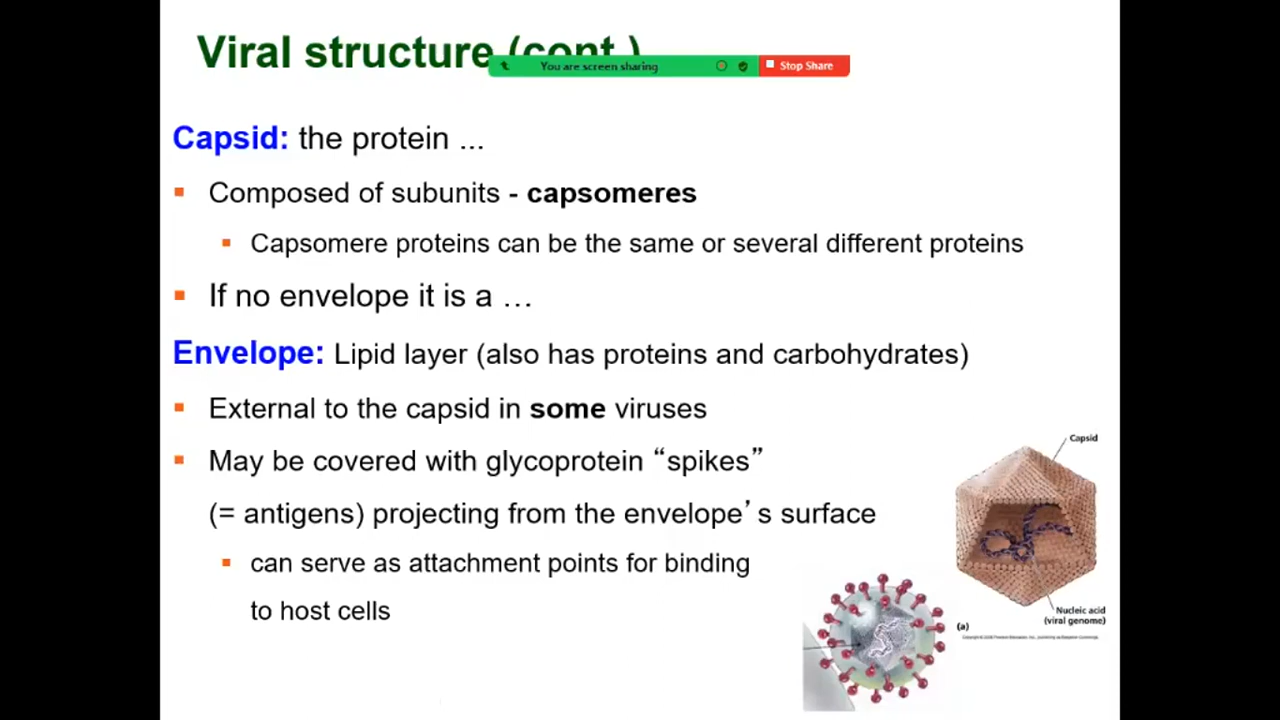 Viral structure (cont.)
You are screen sharing
Stop Share
Capsid: the protein ...
Composed of subunits - capsomeres
Capsomere proteins can be the same or several different proteins
If no envelope it is a …
Envelope: Lipid layer (also has proteins and carbohydrates)
External to the capsid in some viruses
May be covered with glycoprotein “spikes”
(= antigens) projecting from the envelope’s surface
can serve as attachment points for binding
to host cells
Capsid
Nucleic acid
(viral genome)
(a)